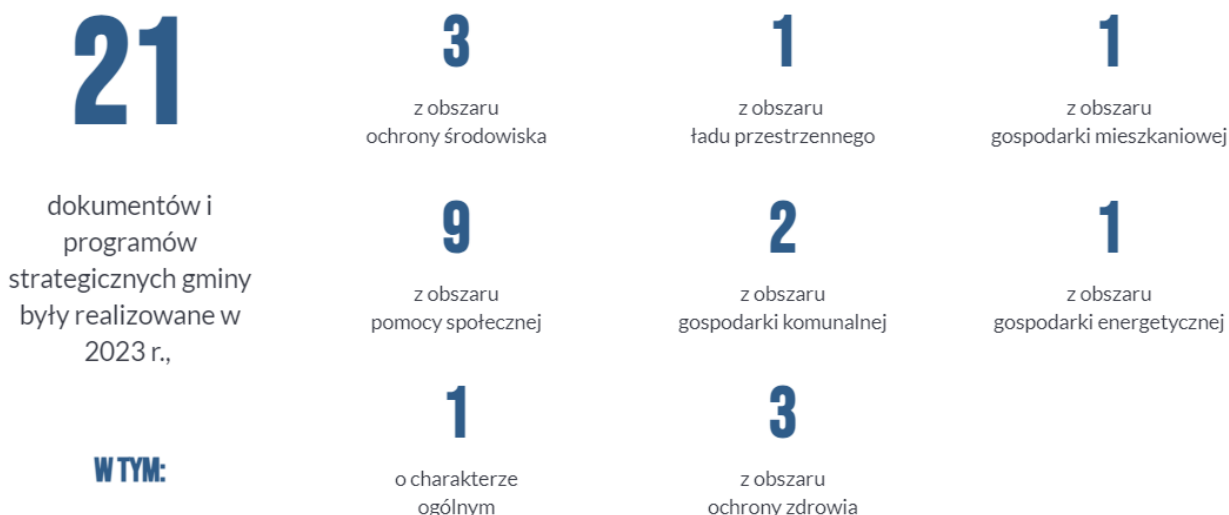 21
dokumentów i
programów
strategicznych gminy
były realizowane w
2023 r.,
W TYM:
3
z obszaru
ochrony środowiska
1
z obszaru
ładu przestrzennego
1
z obszaru
gospodarki mieszkaniowej
9
z obszaru
pomocy społecznej
2
z obszaru
gospodarki komunalnej
1
z obszaru
gospodarki energetycznej
1
o charakterze
ogólnym
3
z obszaru
ochrony zdrowia